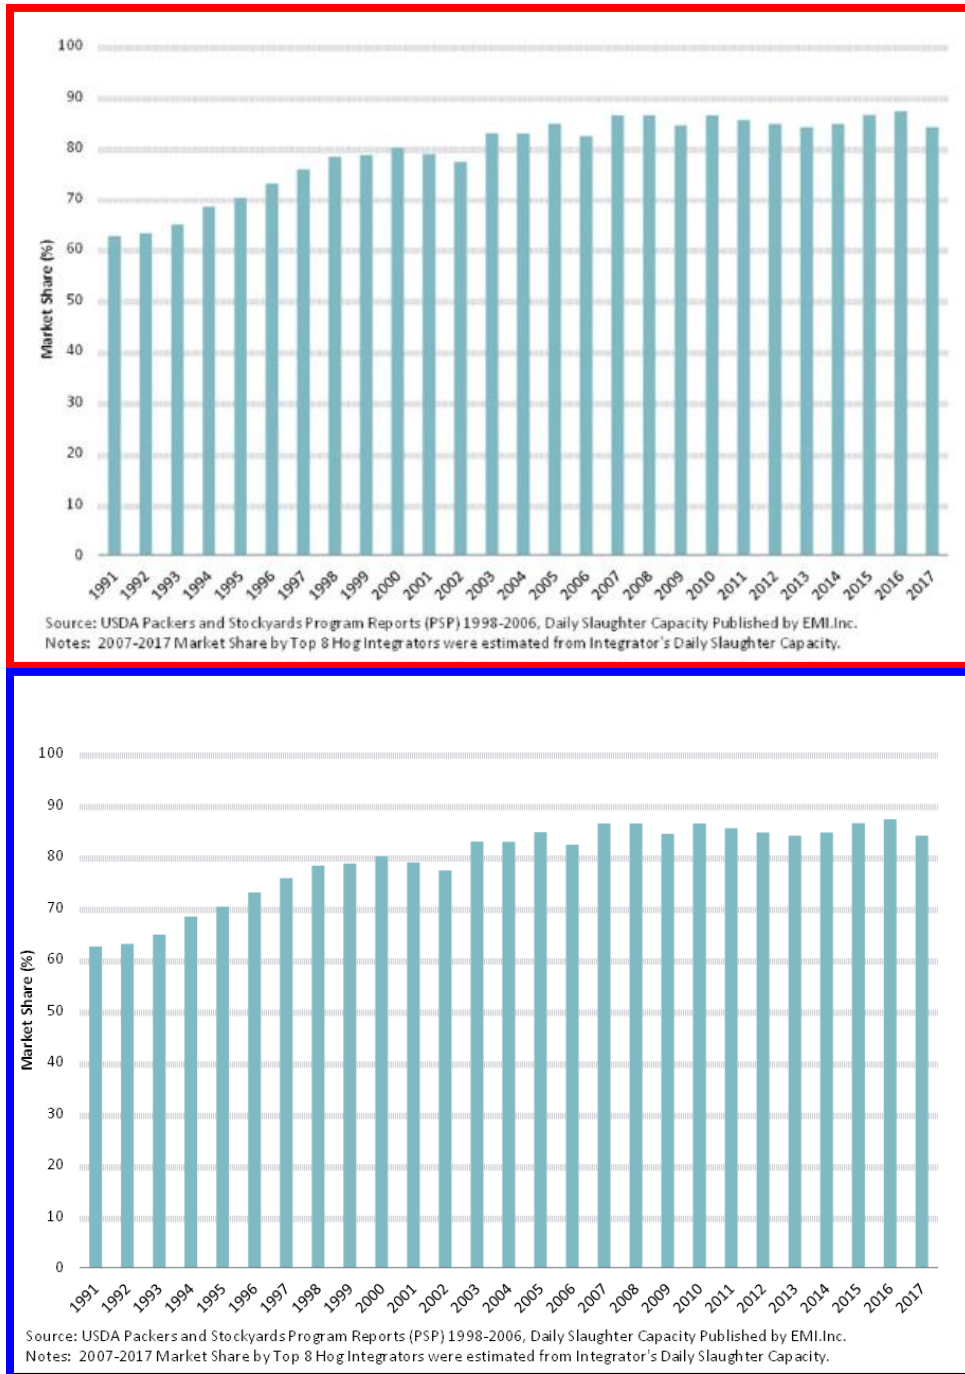 100
90
80
70
60
50
40
30
20
10
0
Market Share (%)
1991 1992 1993 1994 1995 1996 1997 1998 1999 2000 2001 2002 2003 2004 2005 2006 2007 2008 2009 2010 2011 2012 2013 2014 2015 2016 2017
Source: USDA Packers and Stockyards Program Reports (PSP) 1998-2006, Daily Slaughter Capacity Published by EMI.Inc.
Notes: 2007-2017 Market Share by Top 8 Hog Integrators were estimated from Integrator's Daily Slaughter Capacity.
100
90
80
70
60
50
40
30
20
10
0
Market Share (%)
1991 1992 1993 1994 1995 1996 1997 1998 1999 2000 2001 2002 2003 2004 2005 2006 2007 2008 2009 2010 2011 2012 2013 2014 2015 2016 2017
Source: USDA Packers and Stockyards Program Reports (PSP) 1998-2006, Daily Slaughter Capacity Published by EMI.Inc.
Notes: 2007-2017 Market Share by Top 8 Hog Integrators were estimated from Integrator's Daily Slaughter Capacity.